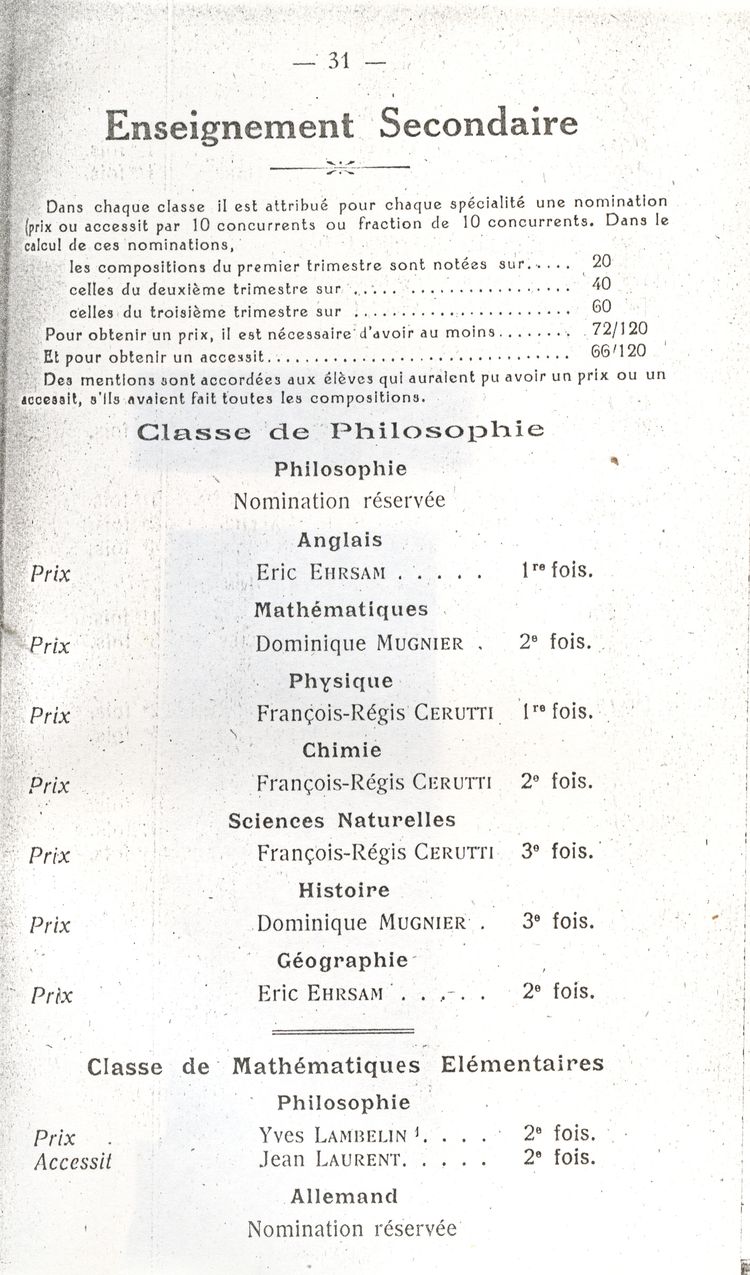 — 31 —
Enseignement Secondaire
Dans chaque classe il est attribué pour chaque spécialité une nomination
(prix ou accessit par 10 concurrents ou fraction de 10 concurrents. Dans le
calcul de ces nominations,
les compositions du premier trimestre sont notées sur..... 20
celles du deuxième trimestre sur ..... ................. 40
celles du troisième trimestre sur ....................... 60
Pour obtenir un prix, il est nécessaire d'avoir au moins........ 72/120
Et pour obtenir un accessit............................... 66/120
Des mentions sont accordées aux élèves qui auraient pu avoir un prix ou un
accessit, s'ils avaient fait toutes les compositions.
Classe de Philosophie
Philosophie
Nomination réservée
Anglais
Prix Eric EHRSAM . . . . . 1re fois.
Mathématiques
Prix Dominique MUGNIER . 2e fois.
Physique
Prix François-Régis CERUTTI 1re fois.
Chimie
Prix François-Régis CERUTTI 2e fois.
Sciences Naturelles
Prix François-Régis CERUTTI 3e fois.
Histoire
Prix Dominique MUGNIER . 3e fois.
Géographie
Prix Eric EHRSAM . . . . . 2e fois.
Classe de Mathématiques Elémentaires
Philosophie
Prix Yves LAMBELIN . . . . 2e fois.
Accessit Jean LAURENT. . . . . 2e fois.
Allemand
Nomination réservée